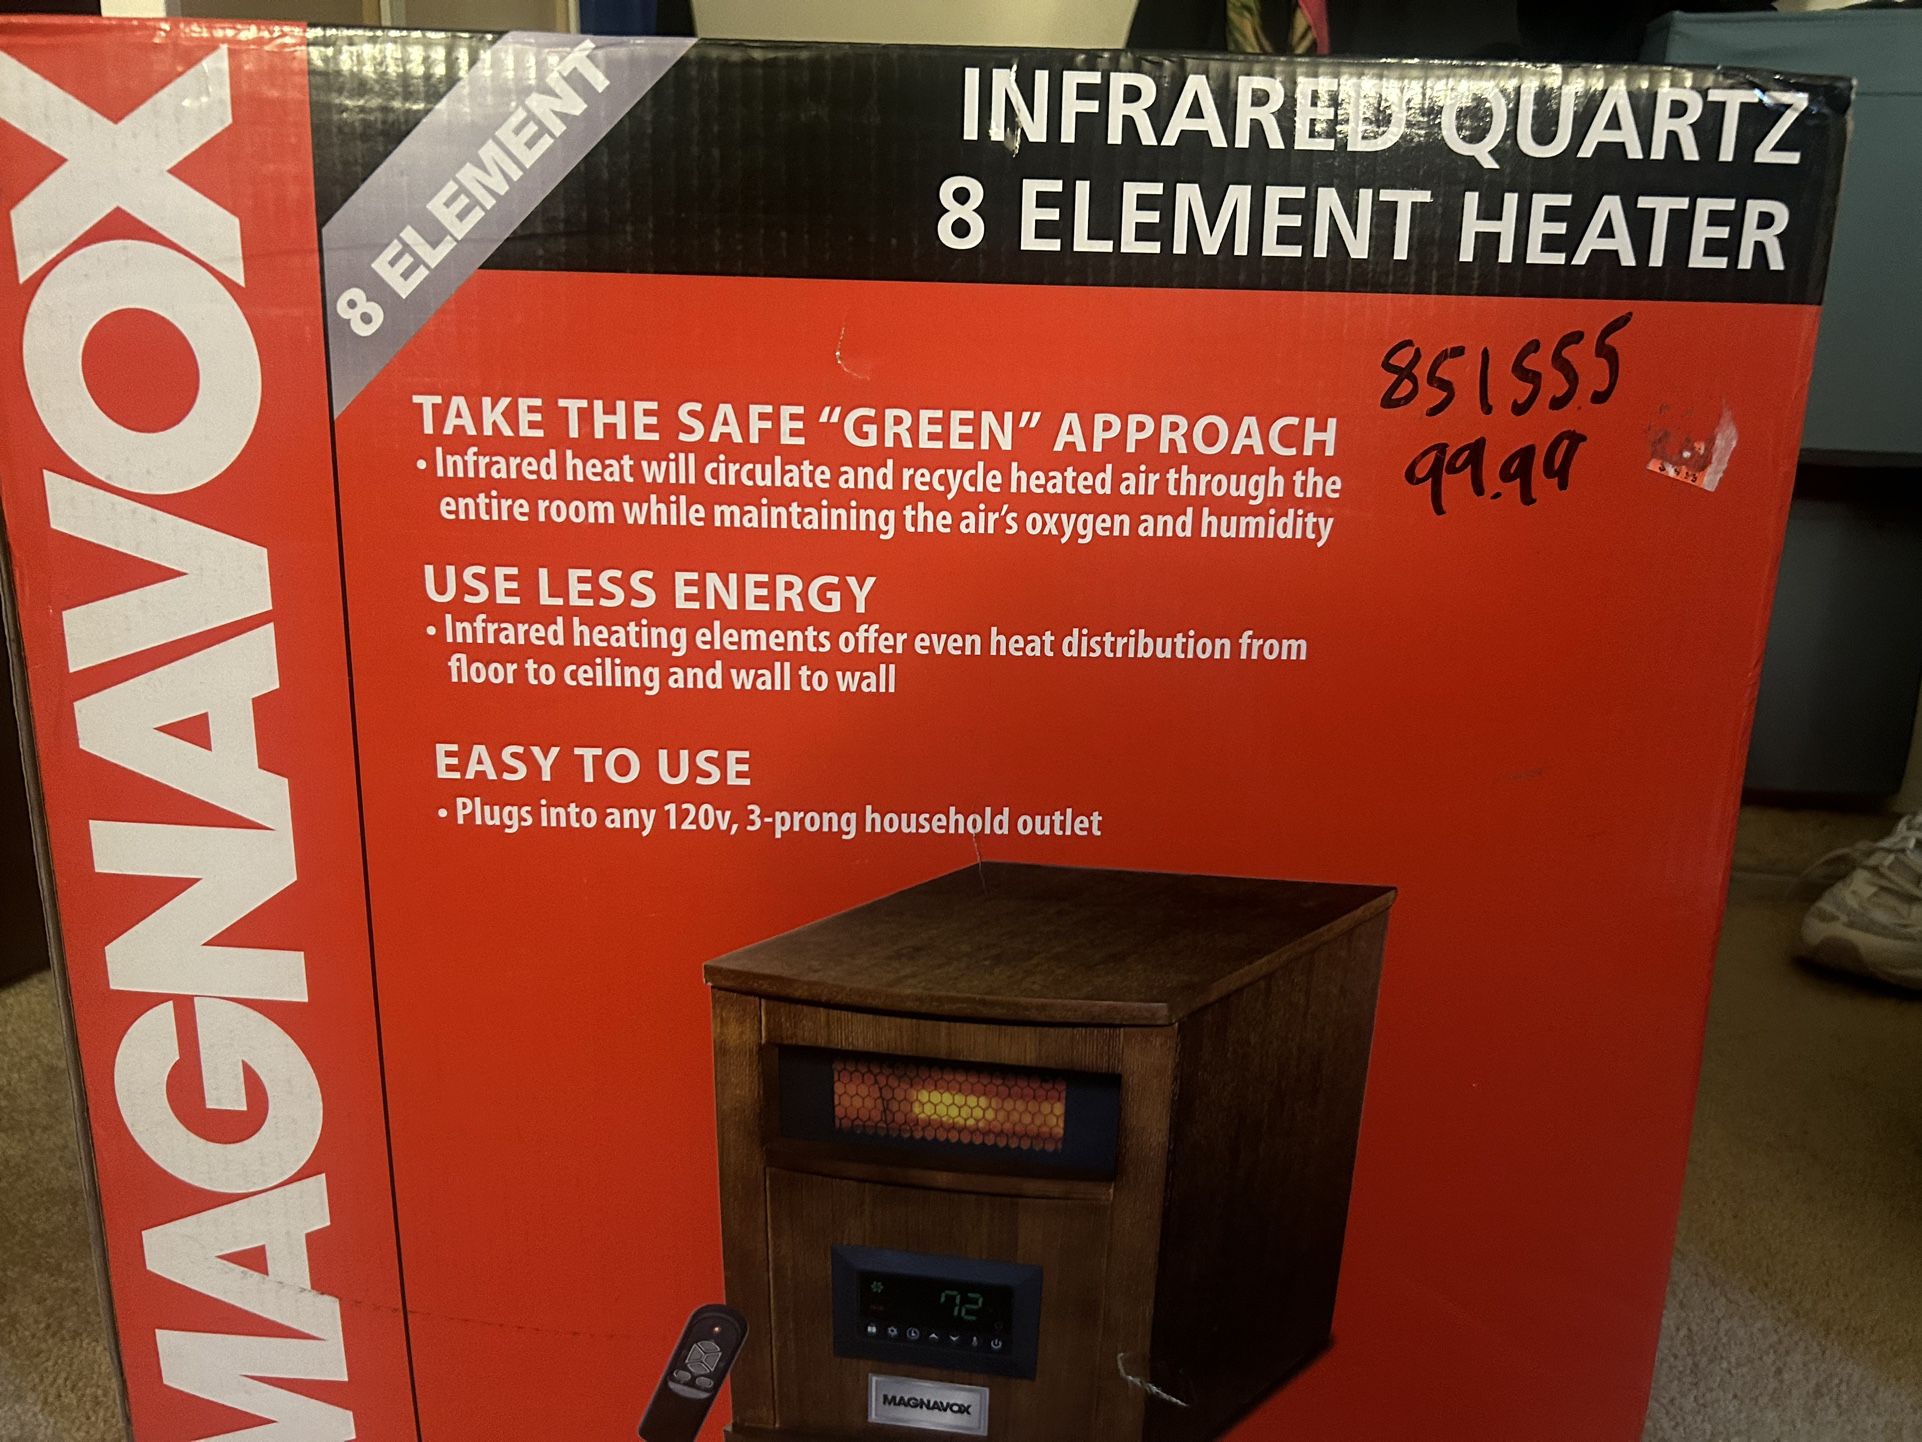 MAGNAVOX
8 ELEMENT
INFRARED QUARTZ
8 ELEMENT HEATER
851555
99.99
TAKE THE SAFE “GREEN” APPROACH
• Infrared heat will circulate and recycle heated air through the
entire room while maintaining the air’s oxygen and humidity
USE LESS ENERGY
• Infrared heating elements offer even heat distribution from
floor to ceiling and wall to wall
EASY TO USE
• Plugs into any 120v, 3-prong household outlet
72
MAGNAVOX